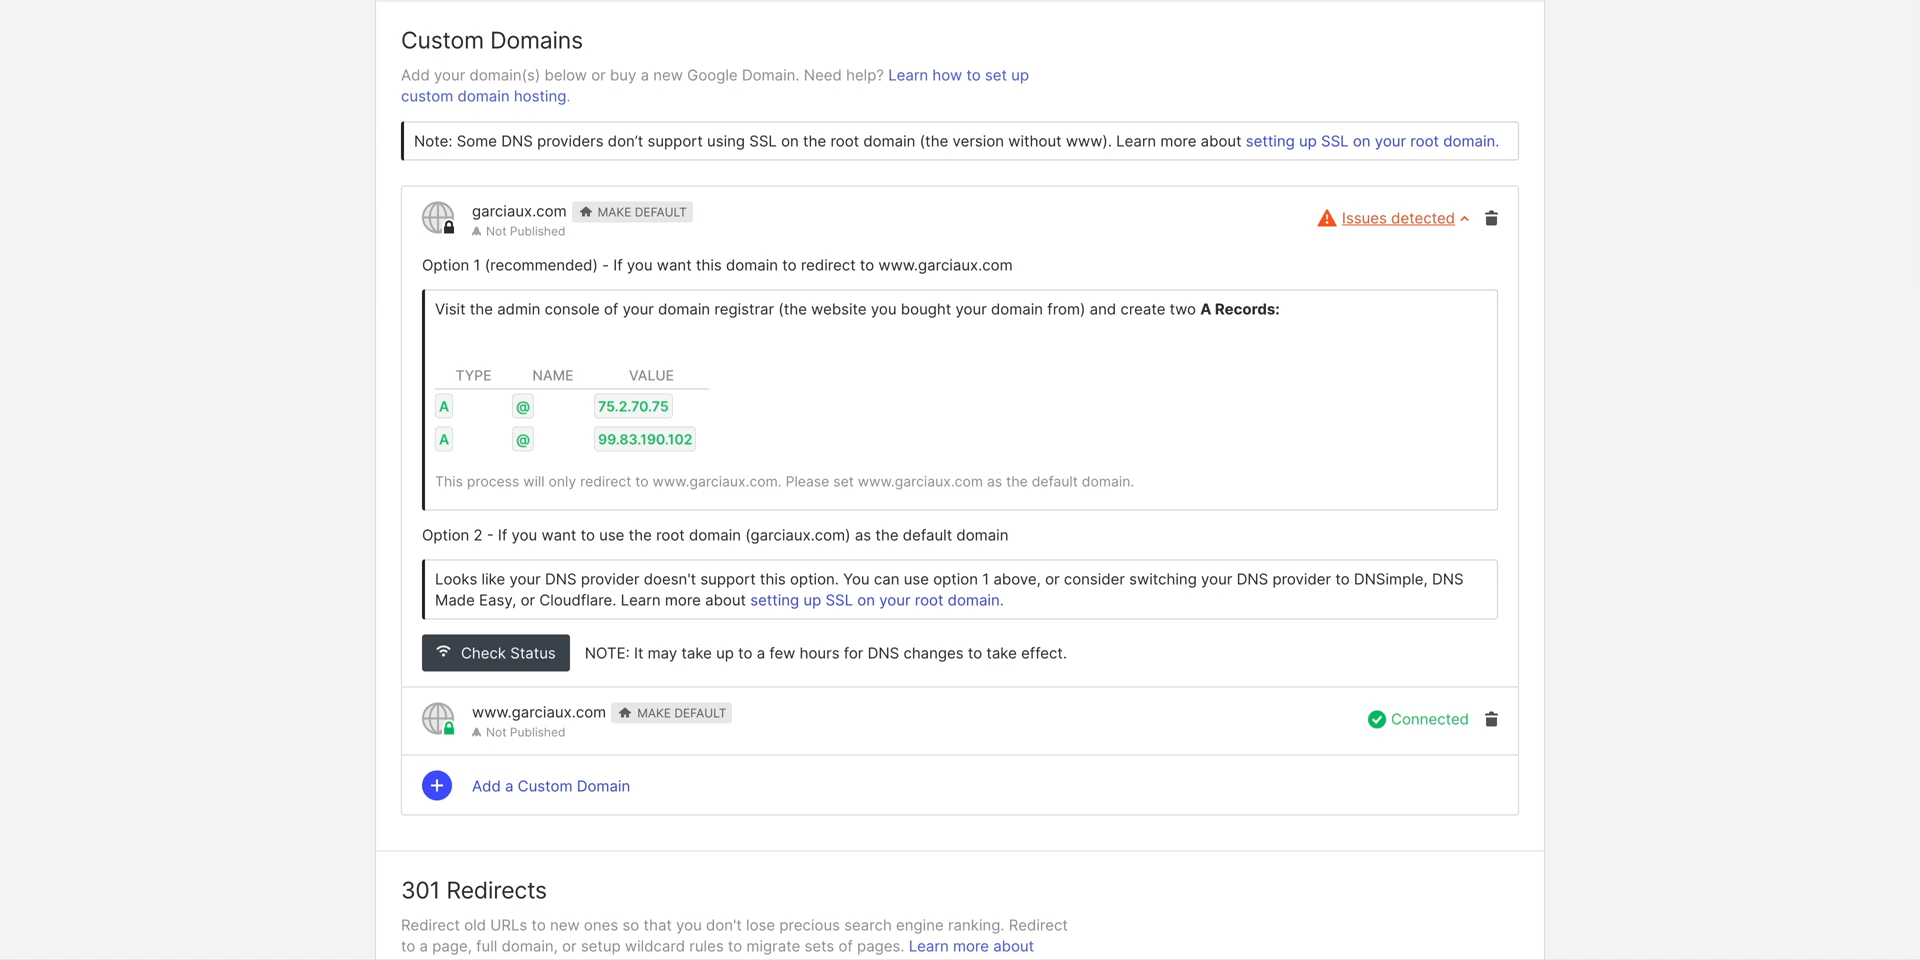 Custom Domains
Add your domain(s) below or buy a new Google Domain. Need help? Learn how to set up
custom domain hosting.
Note: Some DNS providers don’t support using SSL on the root domain (the version without www). Learn more about setting up SSL on your root domain.
garciaux.com MAKE DEFAULT
Not Published
Issues detected
Option 1 (recommended) - If you want this domain to redirect to www.garciaux.com
Visit the admin console of your domain registrar (the website you bought your domain from) and create two A Records:
TYPE NAME VALUE
A @ 75.2.70.75
A @ 99.83.190.102
This process will only redirect to www.garciaux.com. Please set www.garciaux.com as the default domain.
Option 2 - If you want to use the root domain (garciaux.com) as the default domain
Looks like your DNS provider doesn't support this option. You can use option 1 above, or consider switching your DNS provider to DNSimple, DNS
Made Easy, or Cloudflare. Learn more about setting up SSL on your root domain.
Check Status NOTE: It may take up to a few hours for DNS changes to take effect.
www.garciaux.com MAKE DEFAULT
Not Published
Connected
Add a Custom Domain
301 Redirects
Redirect old URLs to new ones so that you don't lose precious search engine ranking. Redirect
to a page, full domain, or setup wildcard rules to migrate sets of pages. Learn more about